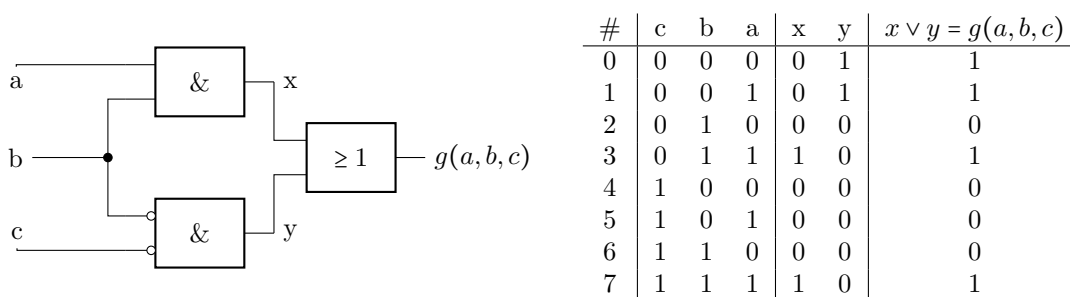 a
&
x
b
≥ 1
g(a, b, c)
c
&
y
# c b a x y x ∨ y = g(a, b, c)
0 0 0 0 0 1 1
1 0 0 1 0 1 1
2 0 1 0 0 0 0
3 0 1 1 1 0 1
4 1 0 0 0 0 0
5 1 0 1 0 0 0
6 1 1 0 0 0 0
7 1 1 1 1 0 1